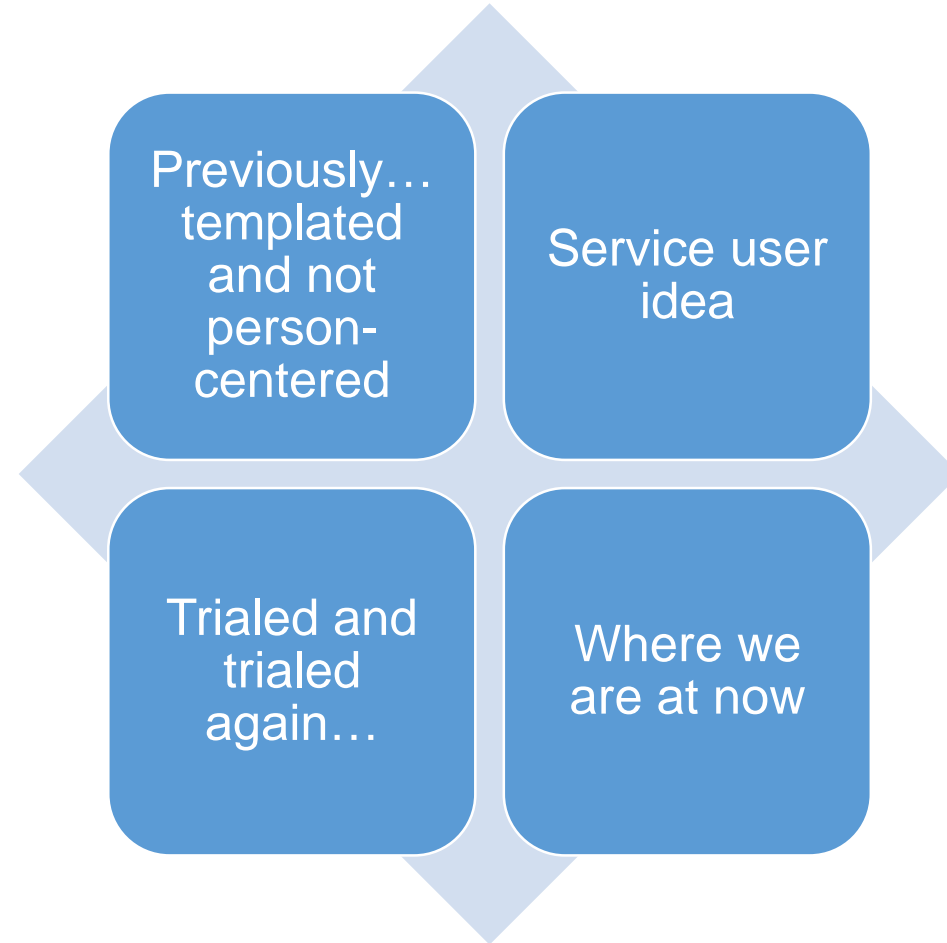 Previously…
templated
and not
person-
centered
Service user
idea
Trialed and
trialed
again…
Where we
are at now